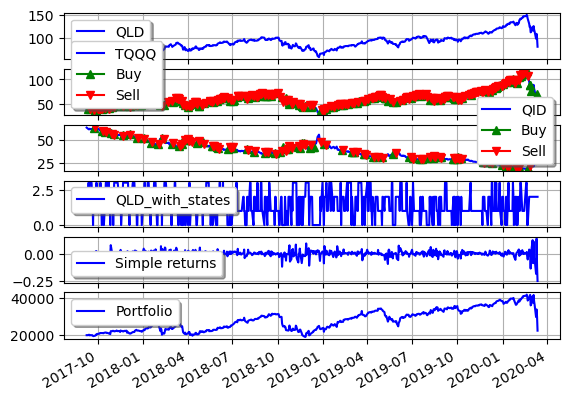 150
100
QLD
100
50
TQQQ
Buy
Sell
50
25
QID
Buy
Sell
2.5
0.0
QLD_with_states
0.00
−0.25
Simple returns
40000
20000
Portfolio
2017-10
2018-01
2018-04
2018-07
2018-10
2019-01
2019-04
2019-07
2019-10
2020-01
2020-04